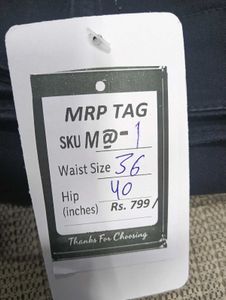 MRP TAG
SKU M@-1
Waist Size 36
Hip 40
(inches) Rs. 799/
Thanks For Choosing